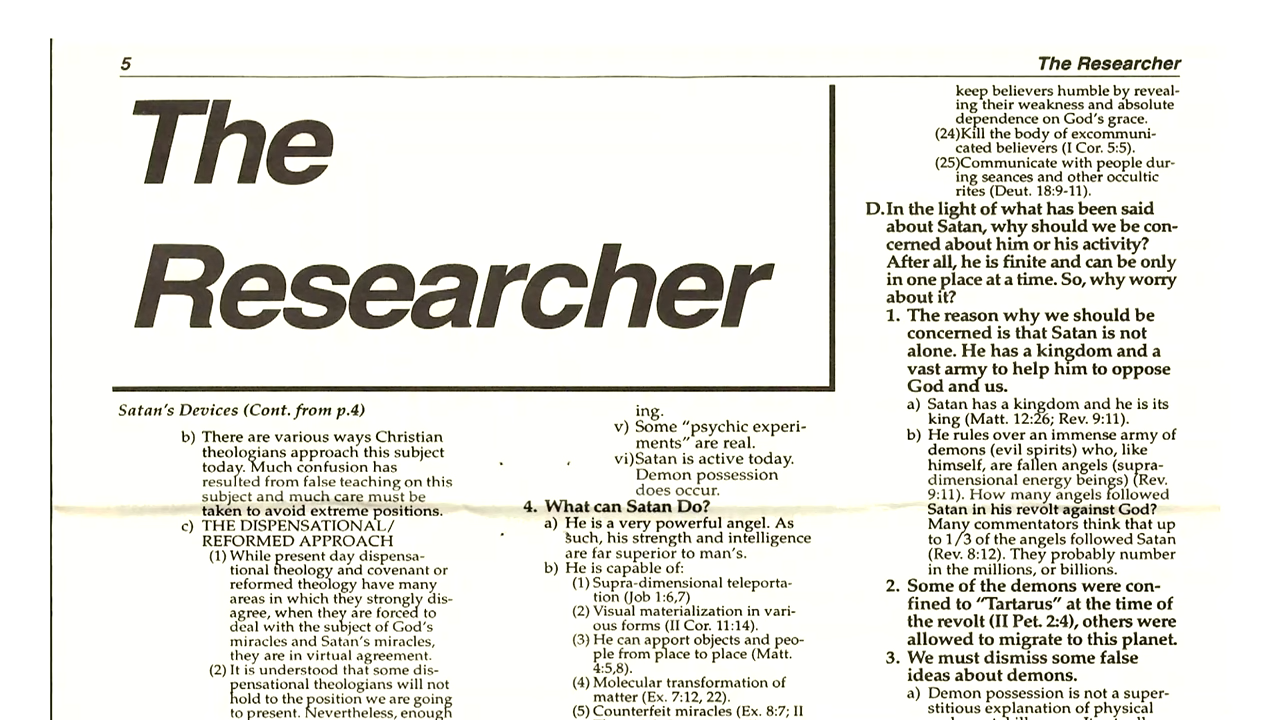 5
The Researcher
The
Researcher
Satan's Devices (Cont. from p.4)
b) There are various ways Christian
theologians approach this subject
today. Much confusion has
resulted from false teaching on this
subject and much care must be
taken to avoid extreme positions.
c) THE DISPENSATIONAL/
REFORMED APPROACH
(1) While present day dispensa-
tional theology and covenant or
reformed theology have many
areas in which they strongly dis-
agree, when they are forced to
deal with the subject of God's
miracles and Satan's miracles,
they are in virtual agreement.
(2) It is understood that some dis-
pensational theologians will not
hold to the position we are going
to present. Nevertheless, enough
ing.
v) Some "psychic experi-
ments" are real.
vi)Satan is active today.
Demon possession
does occur.
4. What can Satan Do?
a) He is a very powerful angel. As
such, his strength and intelligence
are far superior to man's.
b) He is capable of:
(1) Supra-dimensional teleporta-
tion (Job 1:6,7)
(2) Visual materialization in vari-
ous forms (II Cor. 11:14).
(3) He can apport objects and peo-
ple from place to place (Matt.
4:5,8).
(4) Molecular transformation of
matter (Ex. 7:12, 22).
(5) Counterfeit miracles (Ex. 8:7; II
keep believers humble by reveal-
ing their weakness and absolute
dependence on God's grace.
(24)Kill the body of excommuni-
cated believers (I Cor. 5:5).
(25)Communicate with people dur-
ing seances and other occultic
rites (Deut. 18:9-11).
D.In the light of what has been said
about Satan, why should we be con-
cerned about him or his activity?
After all, he is finite and can be only
in one place at a time. So, why worry
about it?
1. The reason why we should be
concerned is that Satan is not
alone. He has a kingdom and a
vast army to help him to oppose
God and us.
a) Satan has a kingdom and he is its
king (Matt. 12:26; Rev. 9:11).
b) He rules over an immense army of
demons (evil spirits) who, like
himself, are fallen angels (supra-
dimensional energy beings) (Rev.
9:11). How many angels followed
Satan in his revolt against God?
Many commentators think that up
to 1/3 of the angels followed Satan
(Rev. 8:12). They probably number
in the millions, or billions.
2. Some of the demons were con-
fined to "Tartarus" at the time of
the revolt (II Pet. 2:4), others were
allowed to migrate to this planet.
3. We must dismiss some false
ideas about demons.
a) Demon possession is not a super-
stitious explanation of physical